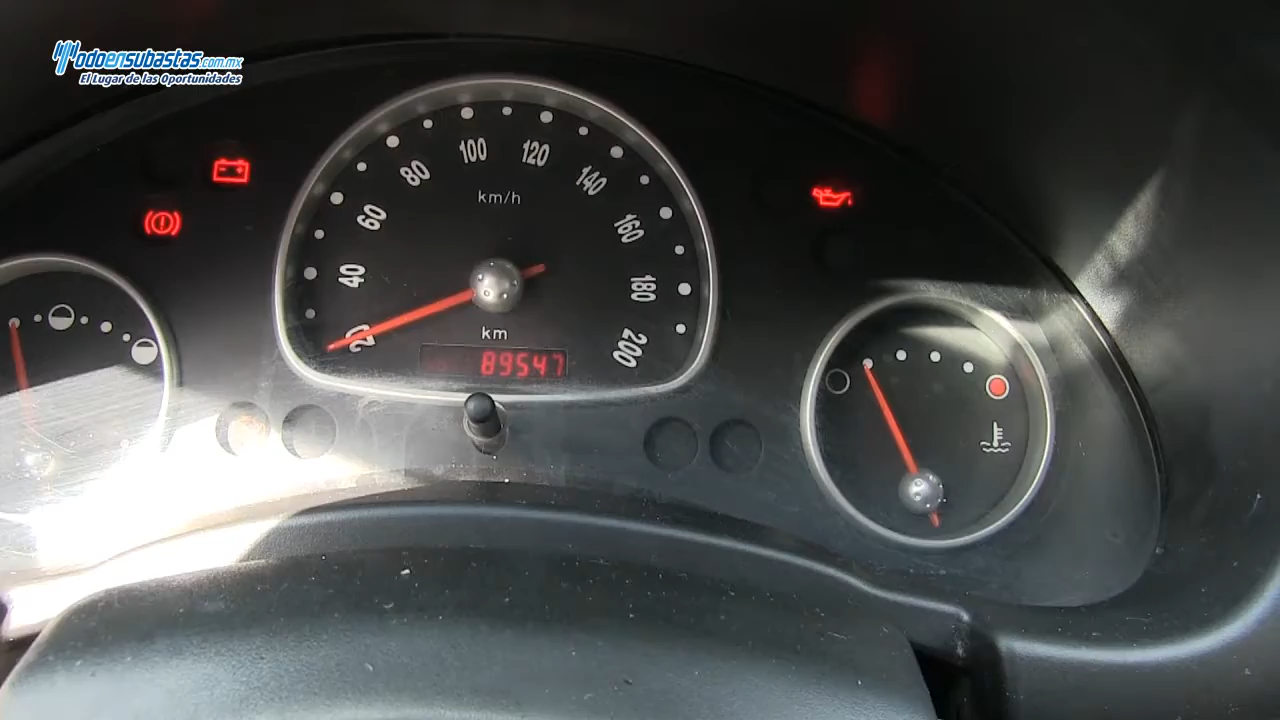 Todoensubastas.com.mx
El Lugar de las Oportunidades
20
40
60
80
100
120
140
160
180
200
km/h
km
89547